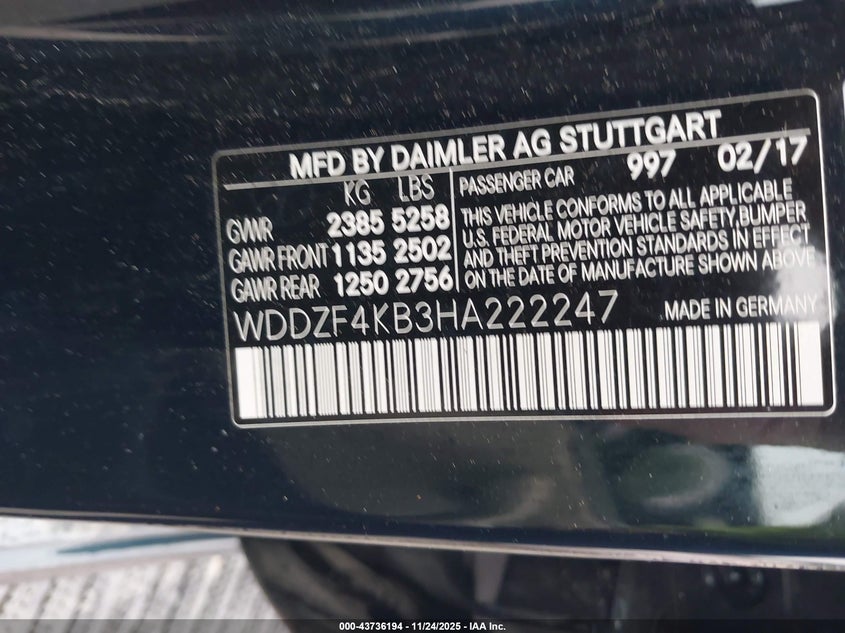 MFD BY DAIMLER AG STUTTGART
997 02/17
KG LBS
GVWR 2385 5258
GAWR FRONT 1135 2502
GAWR REAR 1250 2756
PASSENGER CAR
THIS VEHICLE CONFORMS TO ALL APPLICABLE
U.S. FEDERAL MOTOR VEHICLE SAFETY,BUMPER
AND THEFT PREVENTION STANDARDS IN EFFECT
ON THE DATE OF MANUFACTURE SHOWN ABOVE
WDDZF4KB3HA222247
MADE IN GERMANY
000-43736194 - 11/24/2025 - IAA Inc.